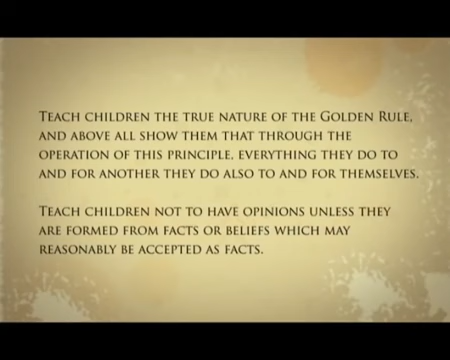 Teach children the true nature of the Golden Rule,
and above all show them that through the
operation of this principle, everything they do to
and for another they do also to and for themselves.
Teach children not to have opinions unless they
are formed from facts or beliefs which may
reasonably be accepted as facts.